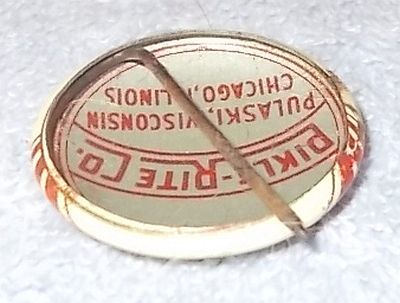 PIKLE-RITE CO.
PULASKI, WISCONSIN
CHICAGO, ILLINOIS